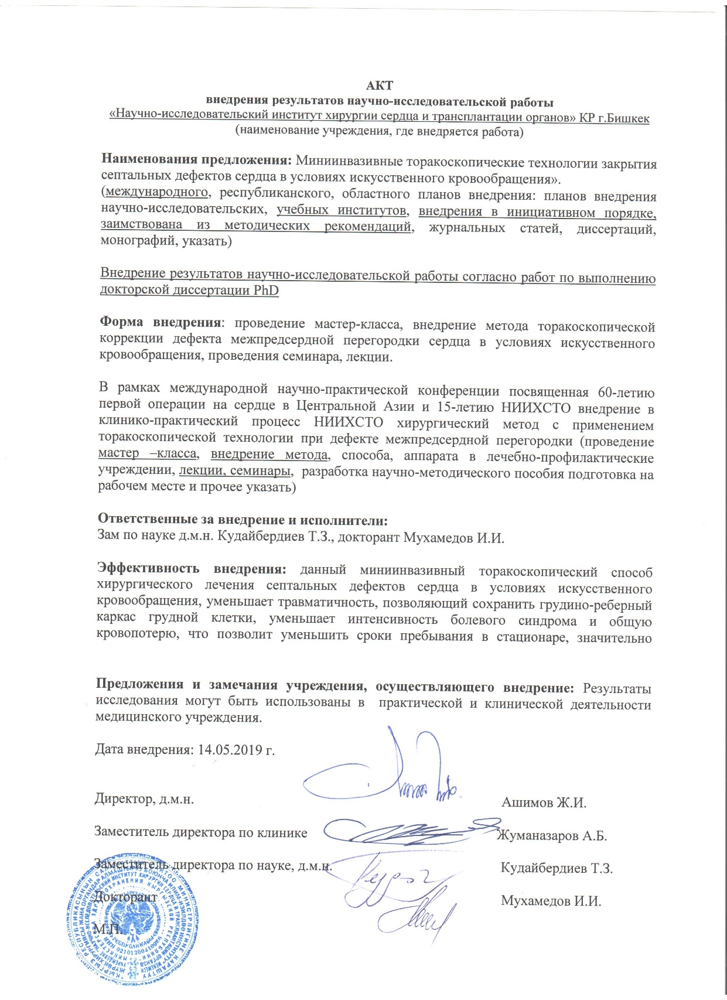 АКТ
внедрения результатов научно-исследовательской работы
«Научно-исследовательский институт хирургии сердца и трансплантации органов» КР г.Бишкек
(наименование учреждения, где внедряется работа)
Наименования предложения: Миниинвазивные торакоскопические технологии закрытия
септальных дефектов сердца в условиях искусственного кровообращения».
(международного, республиканского, областного планов внедрения: планов внедрения
научно-исследовательских, учебных институтов, внедрения в инициативном порядке,
заимствована из методических рекомендаций, журнальных статей, диссертаций,
монографий, указать)
Внедрение результатов научно-исследовательской работы согласно работ по выполнению
докторской диссертации PhD
Форма внедрения: проведение мастер-класса, внедрение метода торакоскопической
коррекции дефекта межпредсердной перегородки сердца в условиях искусственного
кровообращения, проведения семинара, лекции.
В рамках международной научно-практической конференции посвященная 60-летию
первой операции на сердце в Центральной Азии и 15-летию НИИХСТО внедрение в
клинико-практический процесс НИИХСТО хирургический метод с применением
торакоскопической технологии при дефекте межпредсердной перегородки (проведение
мастер –класса, внедрение метода, способа, аппарата в лечебно-профилактические
учреждении, лекции, семинары, разработка научно-методического пособия подготовка на
рабочем месте и прочее указать)
Ответственные за внедрение и исполнители:
Зам по науке д.м.н. Кудайбердиев Т.З., докторант Мухамедов И.И.
Эффективность внедрения: данный миниинвазивный торакоскопический способ
хирургического лечения септальных дефектов сердца в условиях искусственного
кровообращения, уменьшает травматичность, позволяющий сохранить грудино-реберный
каркас грудной клетки, уменьшает интенсивность болевого синдрома и общую
кровопотерю, что позволит уменьшить сроки пребывания в стационаре, значительно
Предложения и замечания учреждения, осуществляющего внедрение: Результаты
исследования могут быть использованы в практической и клинической деятельности
медицинского учреждения.
Дата внедрения: 14.05.2019 г.
Директор, д.м.н. Ашимов Ж.И.
Заместитель директора по клинике Жуманазаров А.Б.
Заместитель директора по науке, д.м.н. Кудайбердиев Т.З.
Докторант Мухамедов И.И.
М.П.